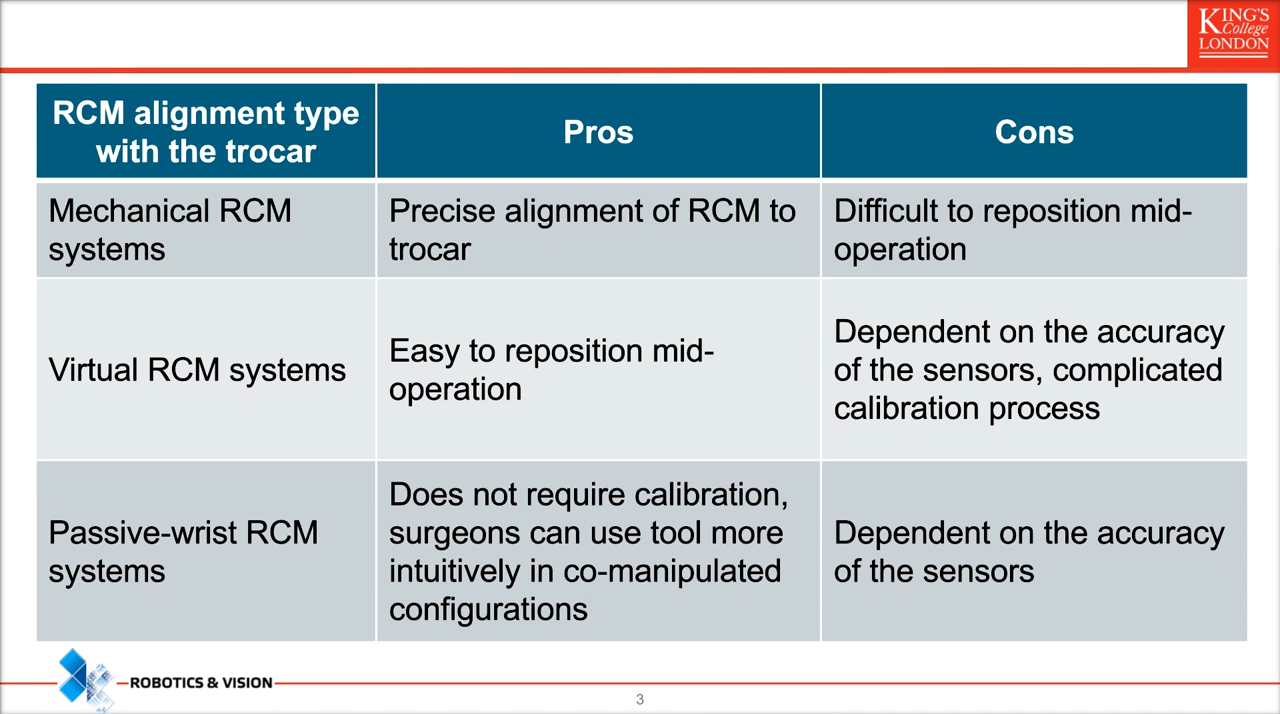 KING'S
College
LONDON
RCM alignment type
with the trocar
Pros
Cons
Mechanical RCM
systems
Precise alignment of RCM to
trocar
Difficult to reposition mid-
operation
Virtual RCM systems
Easy to reposition mid-
operation
Dependent on the accuracy
of the sensors, complicated
calibration process
Passive-wrist RCM
systems
Does not require calibration,
surgeons can use tool more
intuitively in co-manipulated
configurations
Dependent on the accuracy
of the sensors
ROBOTICS & VISION
3